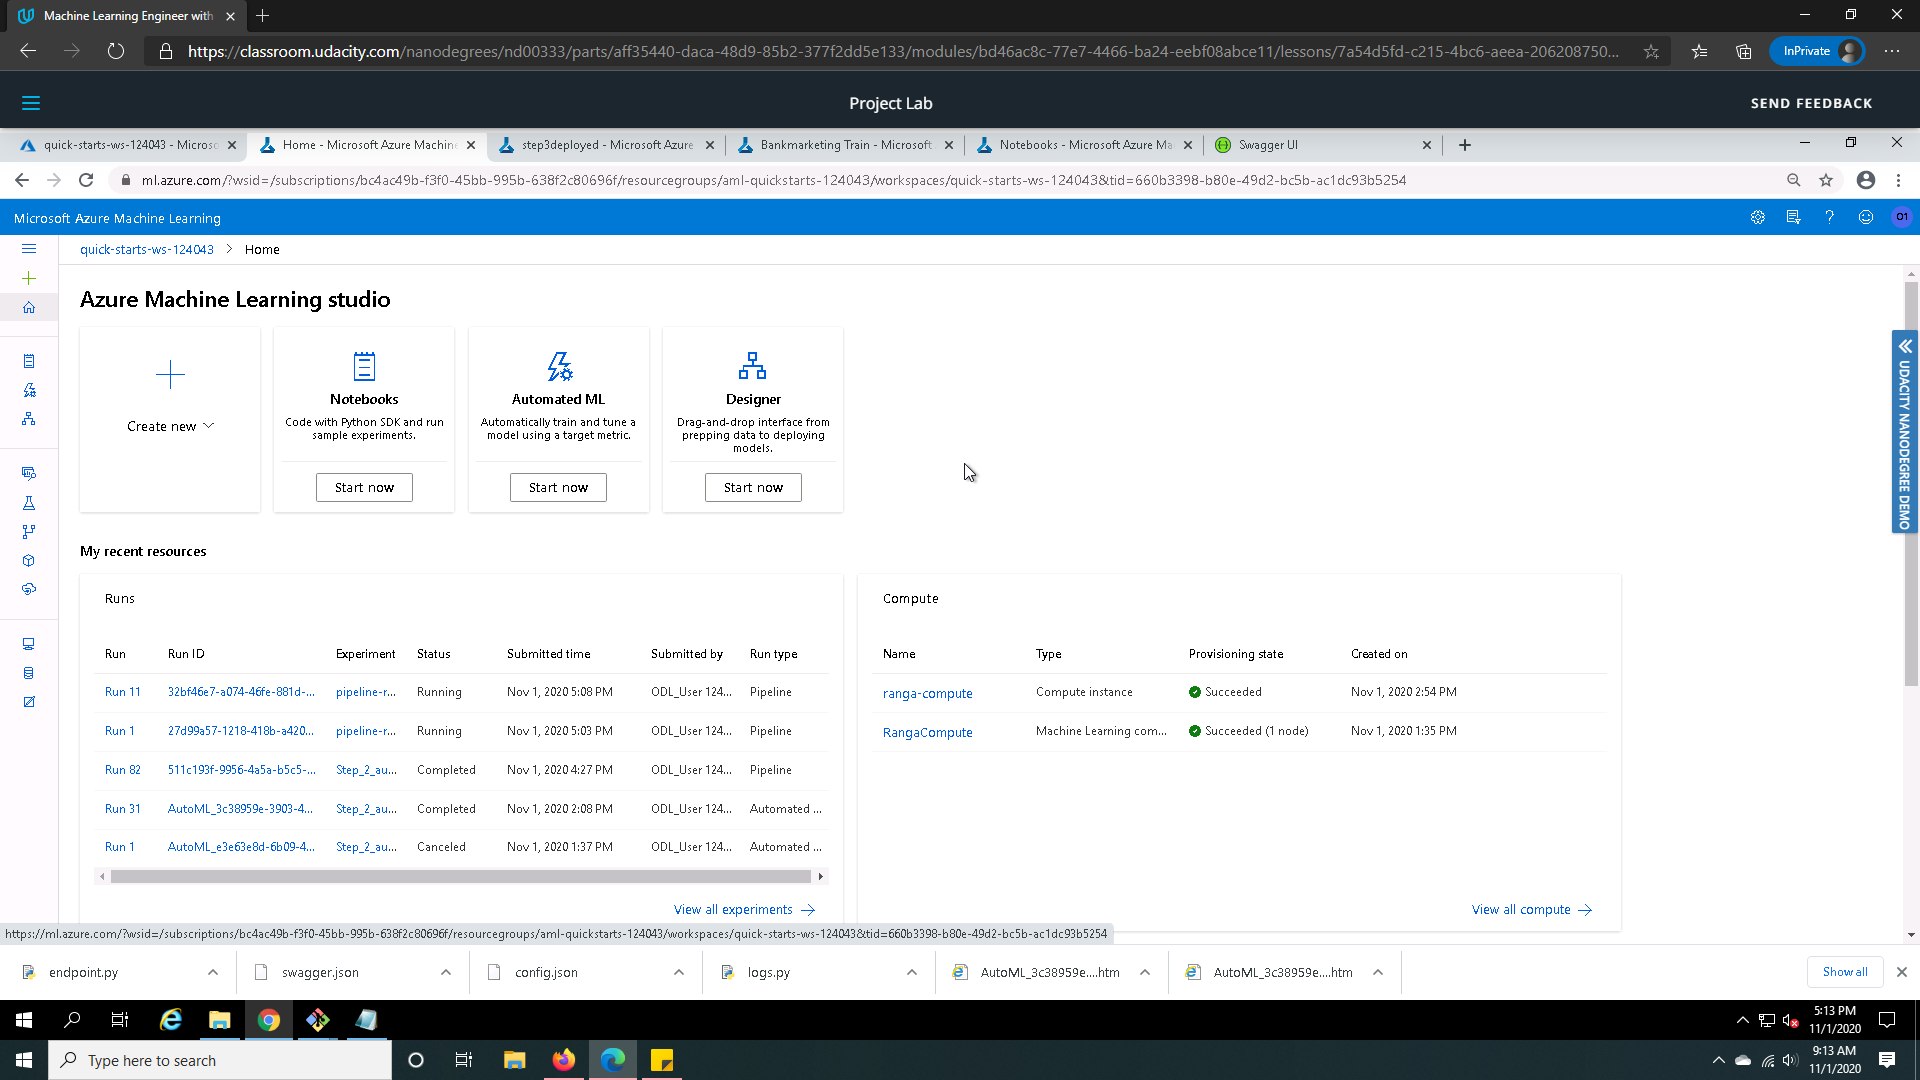 Machine Learning Engineer with
https://classroom.udacity.com/nanodegrees/nd00333/parts/aff35440-daca-48d9-85b2-377f2dd5e133/modules/bd46ac8c-77e7-4466-ba24-eebf08abce11/lessons/7a54d5fd-c215-4bc6-aeea-206208750...
InPrivate
Project Lab
SEND FEEDBACK
quick-starts-ws-124043 - Microso
Home - Microsoft Azure Machine
step3deployed - Microsoft Azure
Bankmarketing Train - Microsoft
Notebooks - Microsoft Azure Ma
Swagger UI
ml.azure.com/?wsid=/subscriptions/bc4ac49b-f3f0-45bb-995b-638f2c80696f/resourcegroups/aml-quickstarts-124043/workspaces/quick-starts-ws-124043&tid=660b3398-b80e-49d2-bc5b-ac1dc93b5254
Microsoft Azure Machine Learning
O1
quick-starts-ws-124043 > Home
Azure Machine Learning studio
Create new
Notebooks
Code with Python SDK and run
sample experiments.
Start now
Automated ML
Automatically train and tune a
model using a target metric.
Start now
Designer
Drag-and-drop interface from
prepping data to deploying
models.
Start now
UDACITY NANODEGREE DEMO
My recent resources
Runs
Run Run ID Experiment Status Submitted time Submitted by Run type
Run 11 32bf46e7-a074-46fe-881d-... pipeline-r... Running Nov 1, 2020 5:08 PM ODL_User 124... Pipeline
Run 1 27d99a57-1218-418b-a420... pipeline-r... Running Nov 1, 2020 5:03 PM ODL_User 124... Pipeline
Run 82 511c193f-9956-4a5a-b5c5-... Step_2_au... Completed Nov 1, 2020 4:27 PM ODL_User 124... Pipeline
Run 31 AutoML_3c38959e-3903-4... Step_2_au... Completed Nov 1, 2020 2:08 PM ODL_User 124... Automated ...
Run 1 AutoML_e3e63e8d-6b09-4... Step_2_au... Canceled Nov 1, 2020 1:37 PM ODL_User 124... Automated ...
View all experiments
Compute
Name Type Provisioning state Created on
ranga-compute Compute instance Succeeded Nov 1, 2020 2:54 PM
RangaCompute Machine Learning com... Succeeded (1 node) Nov 1, 2020 1:35 PM
View all compute
https://ml.azure.com/?wsid=/subscriptions/bc4ac49b-f3f0-45bb-995b-638f2c80696f/resourcegroups/aml-quickstarts-124043/workspaces/quick-starts-ws-124043&tid=660b3398-b80e-49d2-bc5b-ac1dc93b5254
endpoint.py
swagger.json
config.json
logs.py
AutoML_3c38959e....htm
AutoML_3c38959e....htm
Show all
5:13 PM
11/1/2020
Type here to search
9:13 AM
11/1/2020